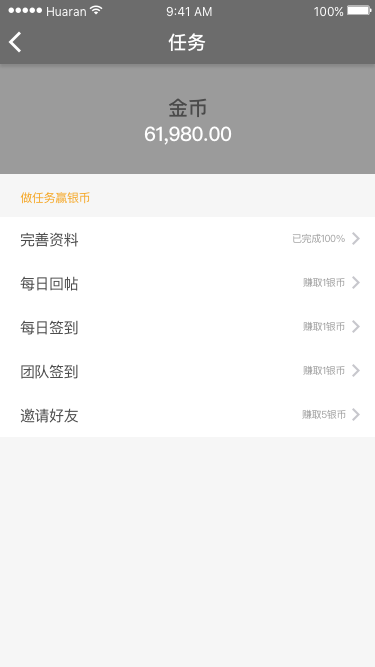 Huaran 9:41 AM 100%
任务
金币
61,980.00
做任务赢银币
完善资料 已完成100%
每日回帖 赚取1银币
每日签到 赚取1银币
团队签到 赚取1银币
邀请好友 赚取5银币